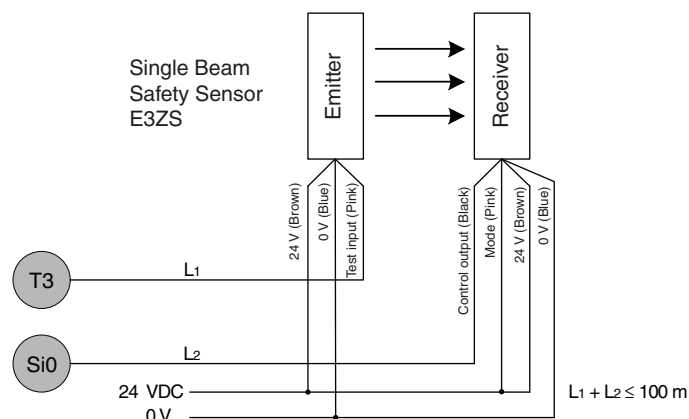 Single Beam
Safety Sensor
E3ZS
Emitter
Receiver
24 V (Brown)
0 V (Blue)
Test input (Pink)
Control output (Black)
Mode (Pink)
24 V (Brown)
0 V (Blue)
T3
L1
Si0
L2
24 VDC
0 V
L1 + L2 ≤ 100 m